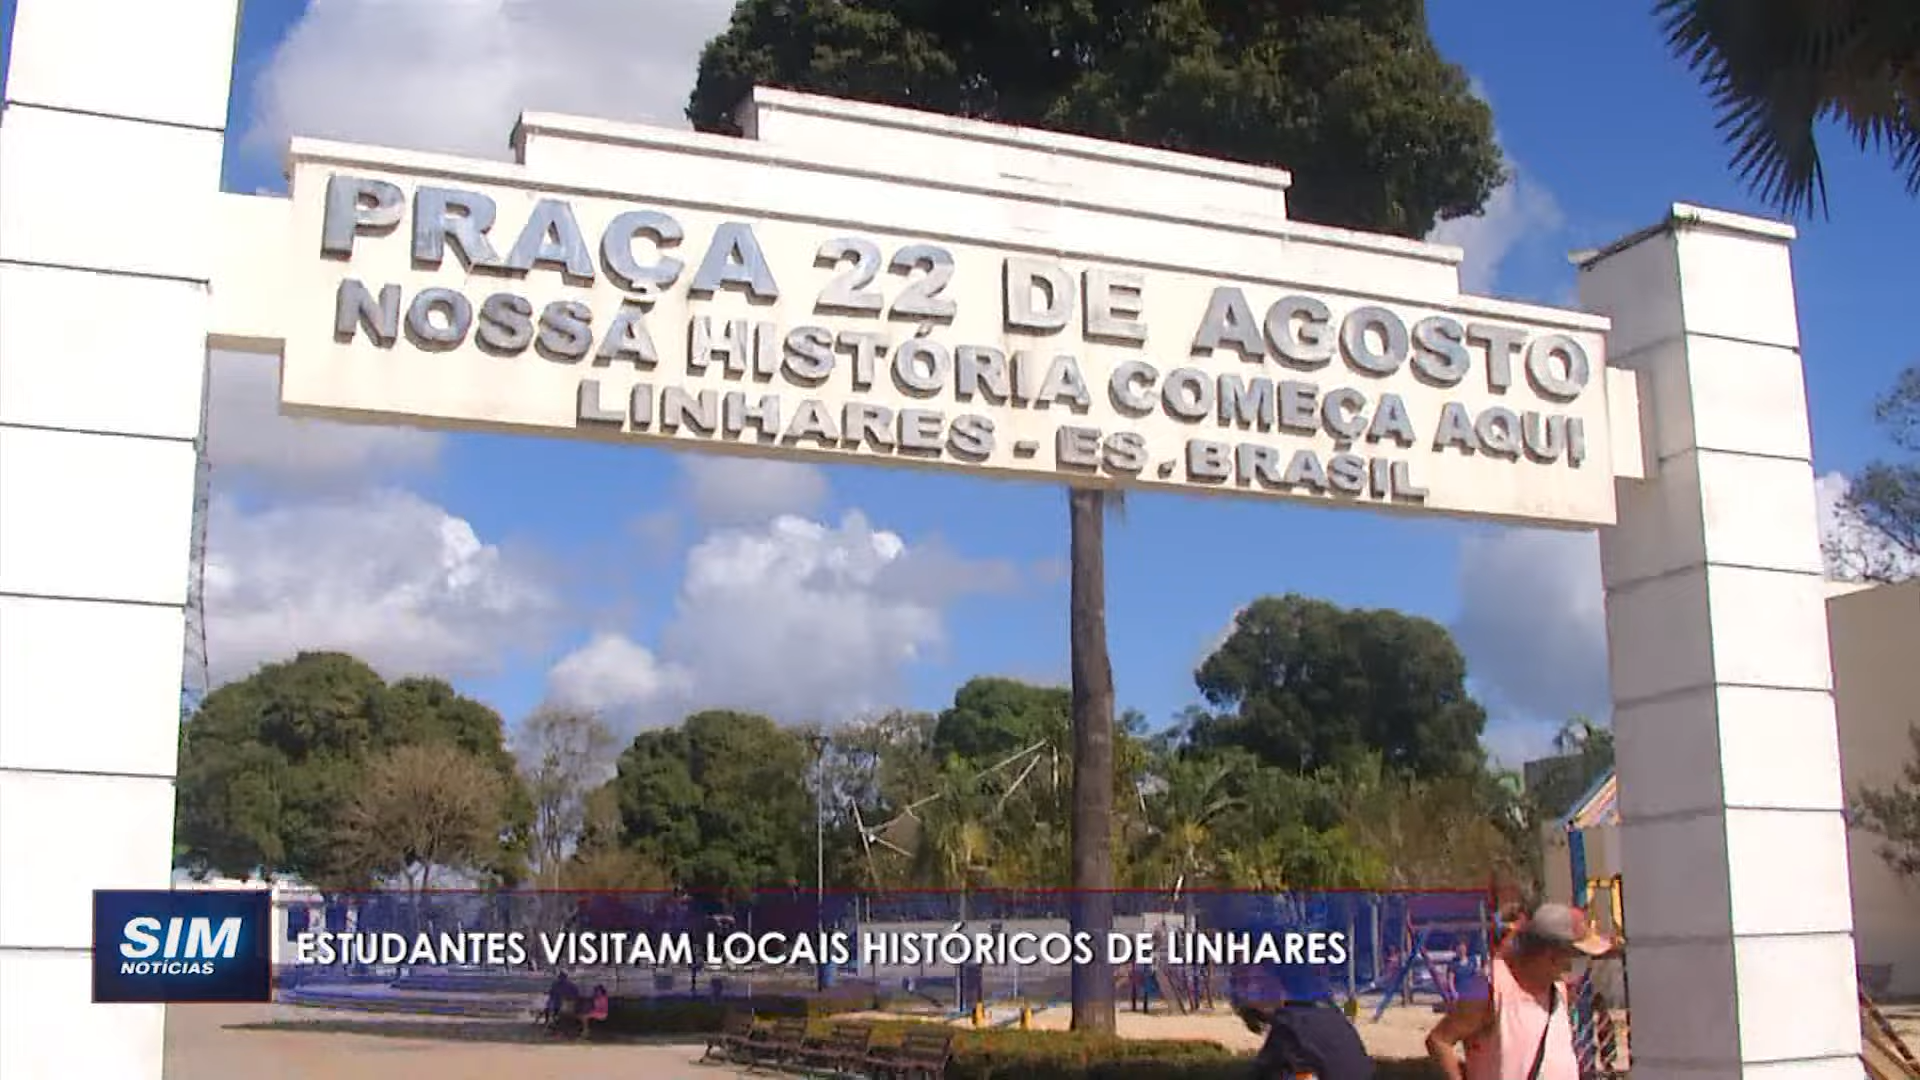 PRAÇA 22 DE AGOSTO
NOSSA HISTÓRIA COMEÇA AQUI
LINHARES - ES, BRASIL
SIM
NOTÍCIAS
ESTUDANTES VISITAM LOCAIS HISTÓRICOS DE LINHARES